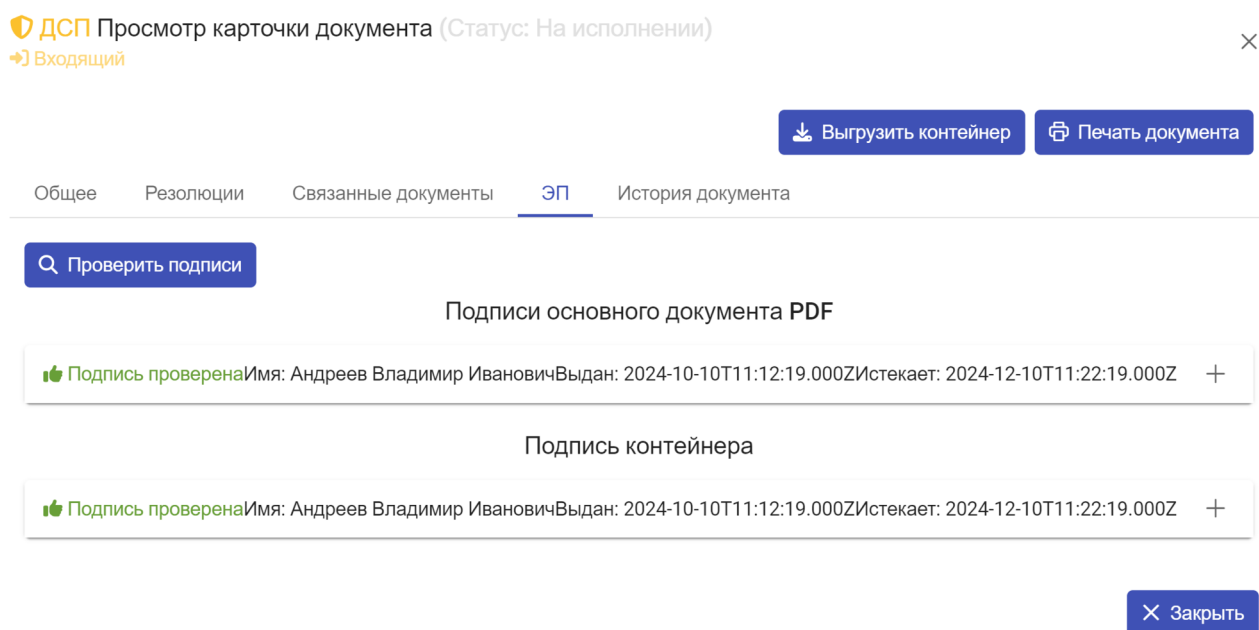 ДСП Просмотр карточки документа (Статус: На исполнении)
Входящий
Выгрузить контейнер Печать документа
Общее Резолюции Связанные документы ЭП История документа
Проверить подписи
Подписи основного документа PDF
Подпись проверенаИмя: Андреев Владимир ИвановичВыдан: 2024-10-10T11:12:19.000ZИстекает: 2024-12-10T11:22:19.000Z
Подпись контейнера
Подпись проверенаИмя: Андреев Владимир ИвановичВыдан: 2024-10-10T11:12:19.000ZИстекает: 2024-12-10T11:22:19.000Z
Закрыть